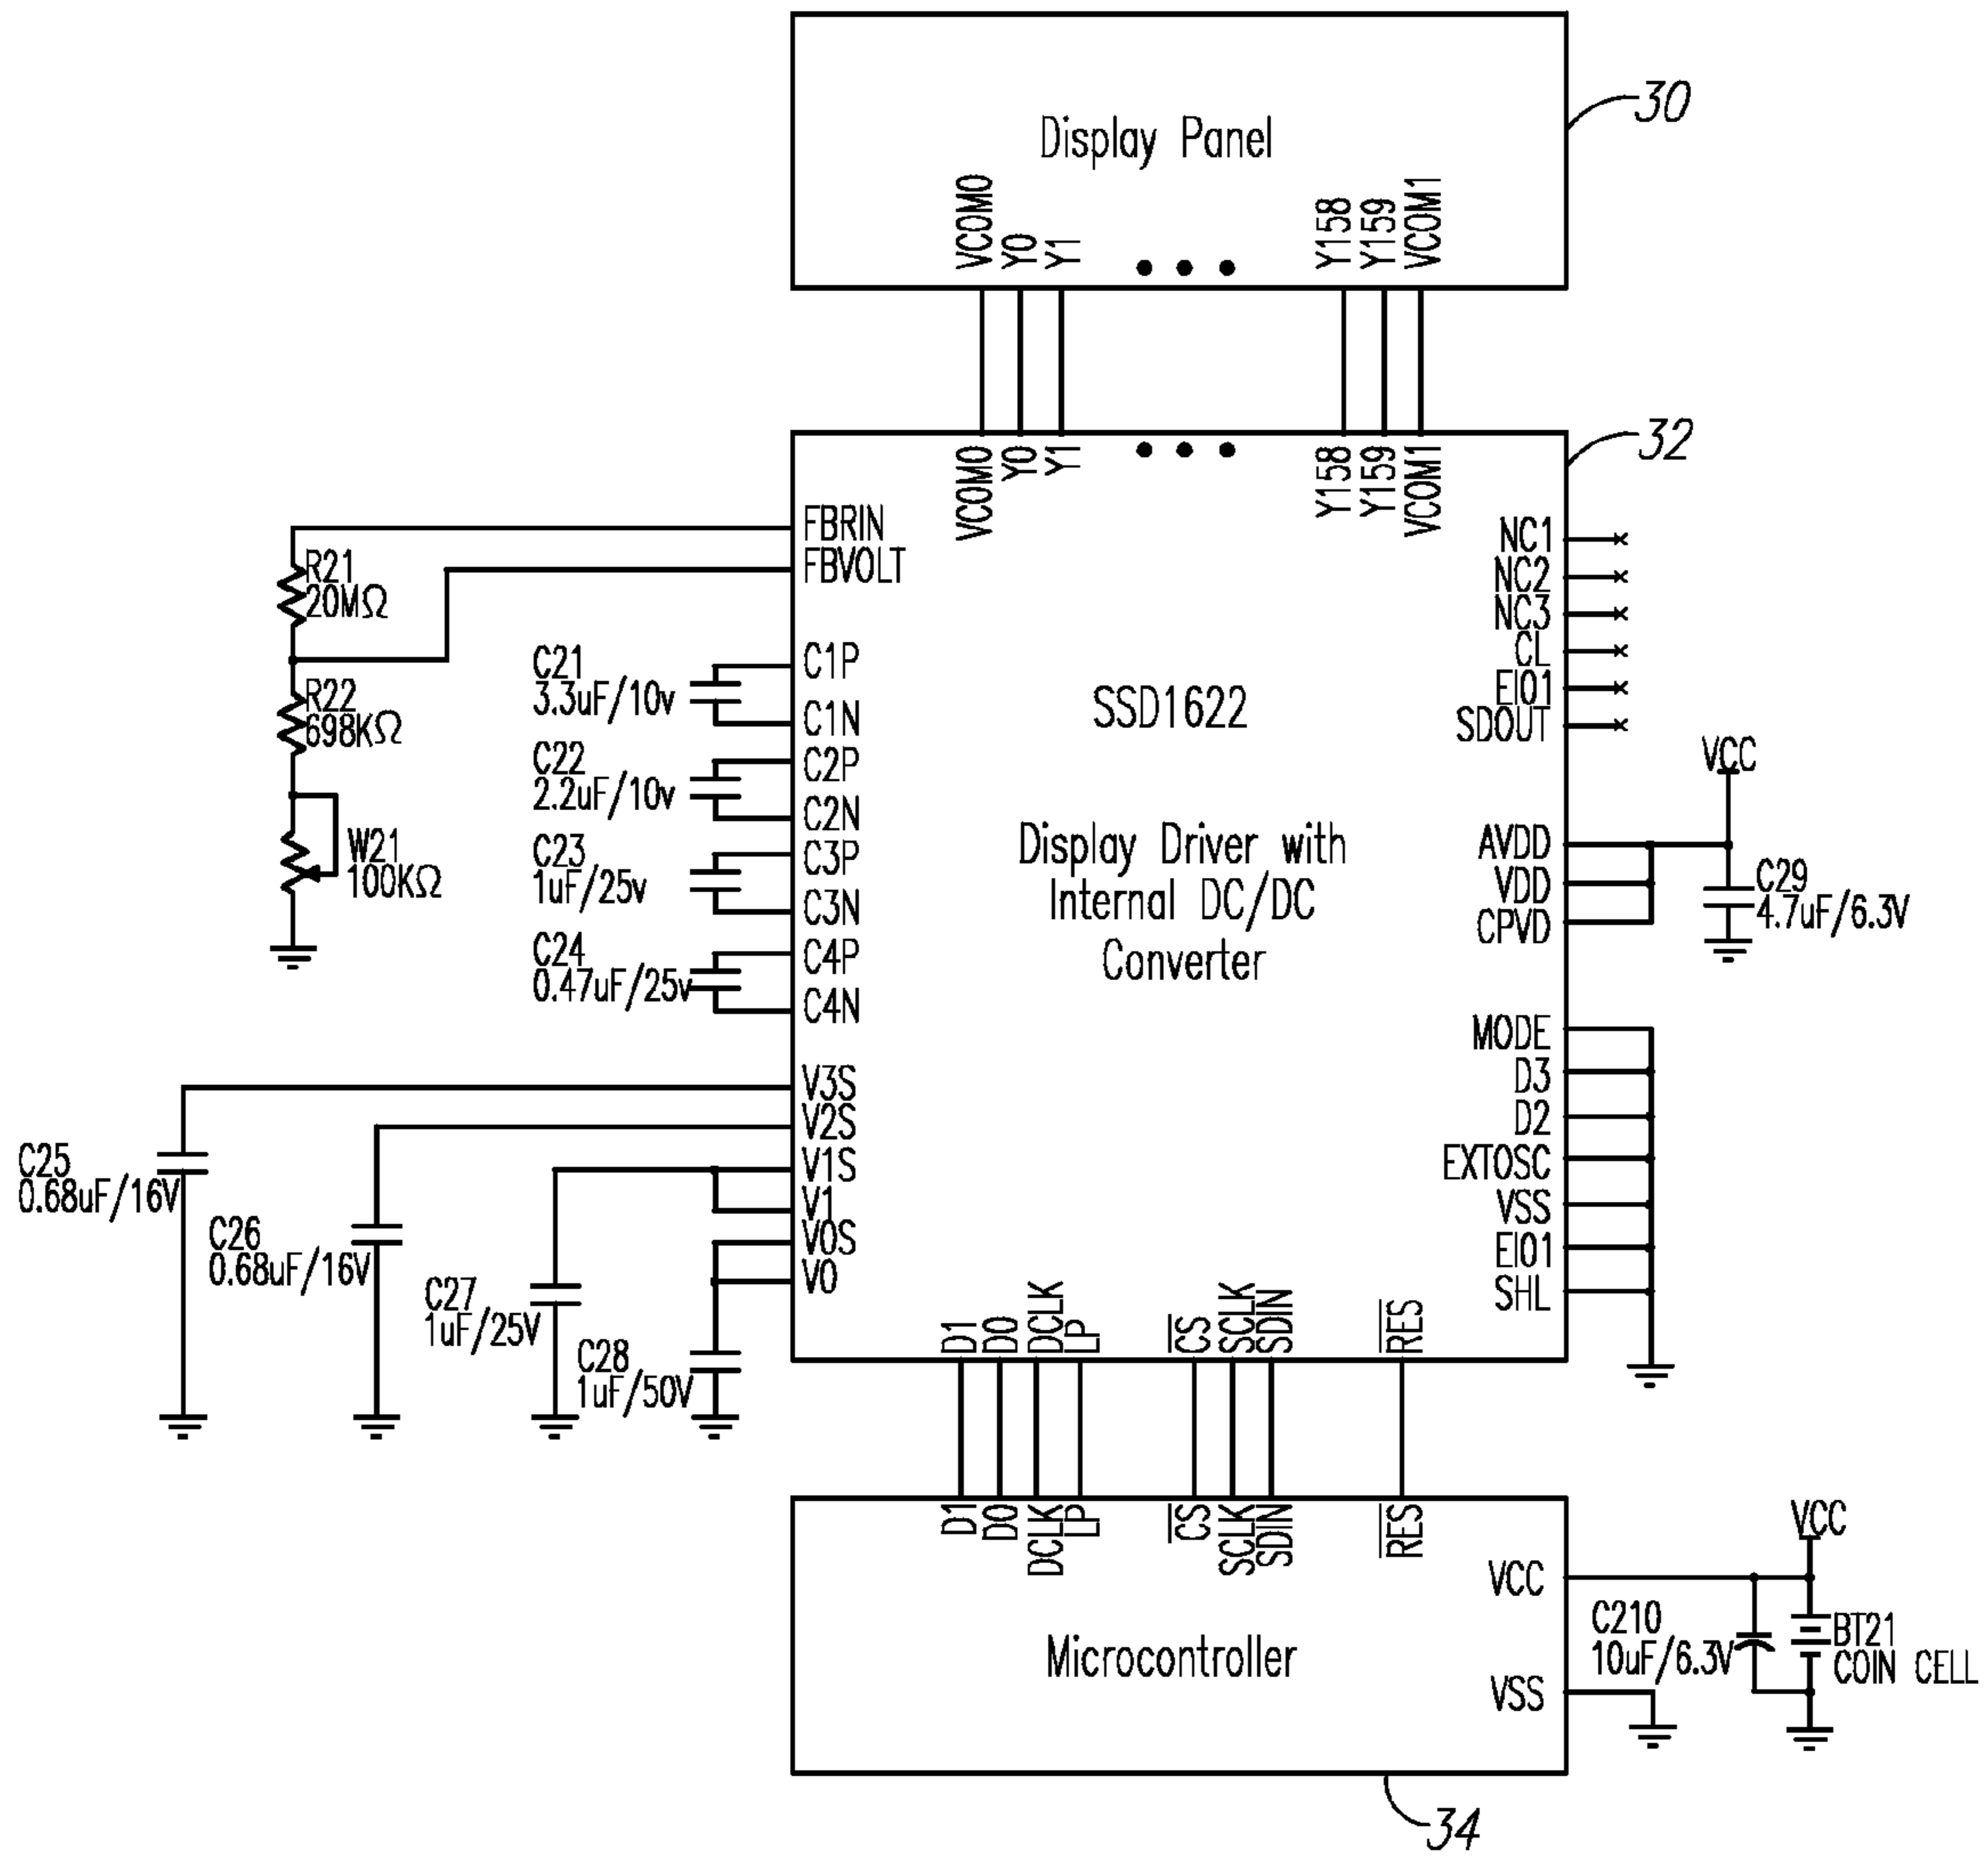 30
Display Panel
VCOM0
Y0
Y1
Y158
Y159
VCOM1
32
VCOM0
Y0
Y1
Y158
Y159
VCOM1
FBRIN
FBVOLT
R21
20MΩ
R22
698KΩ
W21
100KΩ
C21
3.3uF/10v
C22
2.2uF/10v
C23
1uF/25v
C24
0.47uF/25v
C1P
C1N
C2P
C2N
C3P
C3N
C4P
C4N
SSD1622
Display Driver with
Internal DC/DC
Converter
NC1
NC2
NC3
CL
EI01
SDOUT
VCC
AVDD
VDD
CPVD
C29
4.7uF/6.3V
MODE
D3
D2
EXTOSC
VSS
EI01
SHL
V3S
V2S
V1S
V1
V0S
V0
C25
0.68uF/16V
C26
0.68uF/16V
C27
1uF/25V
C28
1uF/50V
D1
D0
DCLK
LP
CS
SCLK
SDIN
RES
D1
D0
DCLK
LP
CS
SCLK
SDIN
RES
VCC
VCC
C210
10uF/6.3V
BT21
COIN CELL
Microcontroller
VSS
34